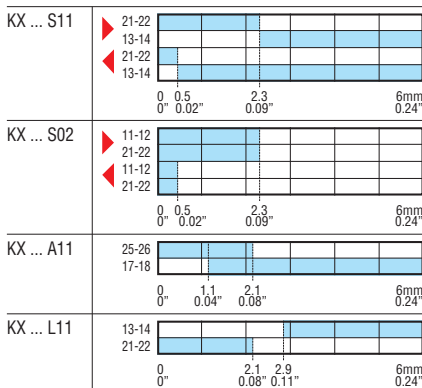 KX ... S11
21-22
13-14
21-22
13-14
0 0.5 2.3 6mm
0" 0.02" 0.09" 0.24"
KX ... S02
11-12
21-22
11-12
21-22
0 0.5 2.3 6mm
0" 0.02" 0.09" 0.24"
KX ... A11
25-26
17-18
0 1.1 2.1 6mm
0" 0.04" 0.08" 0.24"
KX ... L11
13-14
21-22
0 2.1 2.9 6mm
0" 0.08" 0.11" 0.24"